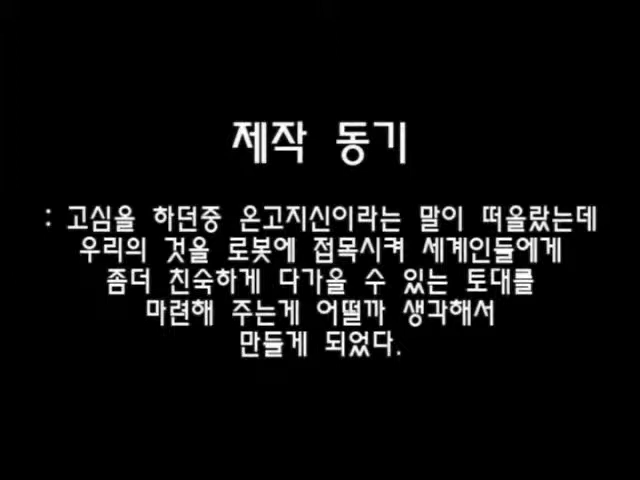 제작 동기
: 고심을 하던중 온고지신이라는 말이 떠올랐는데
우리의 것을 로봇에 접목시켜 세계인들에게
좀더 친숙하게 다가올 수 있는 토대를
마련해 주는게 어떨까 생각해서
만들게 되었다.